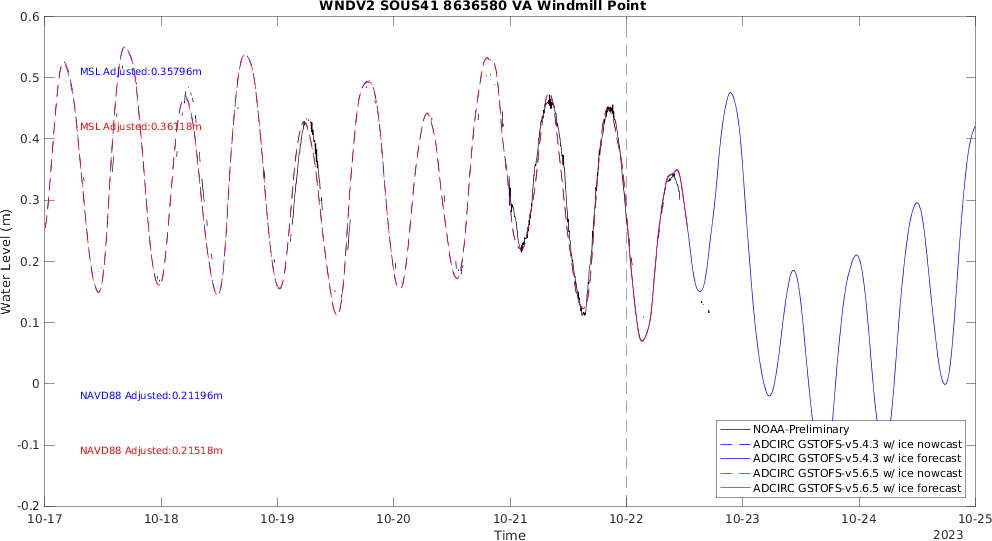 WNDV2 SOUS41 8636580 VA Windmill Point
0.6
0.5
0.4
0.3
0.2
0.1
0
-0.1
-0.2
Water Level (m)
MSL Adjusted:0.35796m
MSL Adjusted:0.36118m
NAVD88 Adjusted:0.21196m
NAVD88 Adjusted:0.21518m
NOAA-Preliminary
ADCIRC GSTOFS-v5.4.3 w/ ice nowcast
ADCIRC GSTOFS-v5.4.3 w/ ice forecast
ADCIRC GSTOFS-v5.6.5 w/ ice nowcast
ADCIRC GSTOFS-v5.6.5 w/ ice forecast
10-17 10-18 10-19 10-20 10-21 10-22 10-23 10-24 10-25
Time
2023